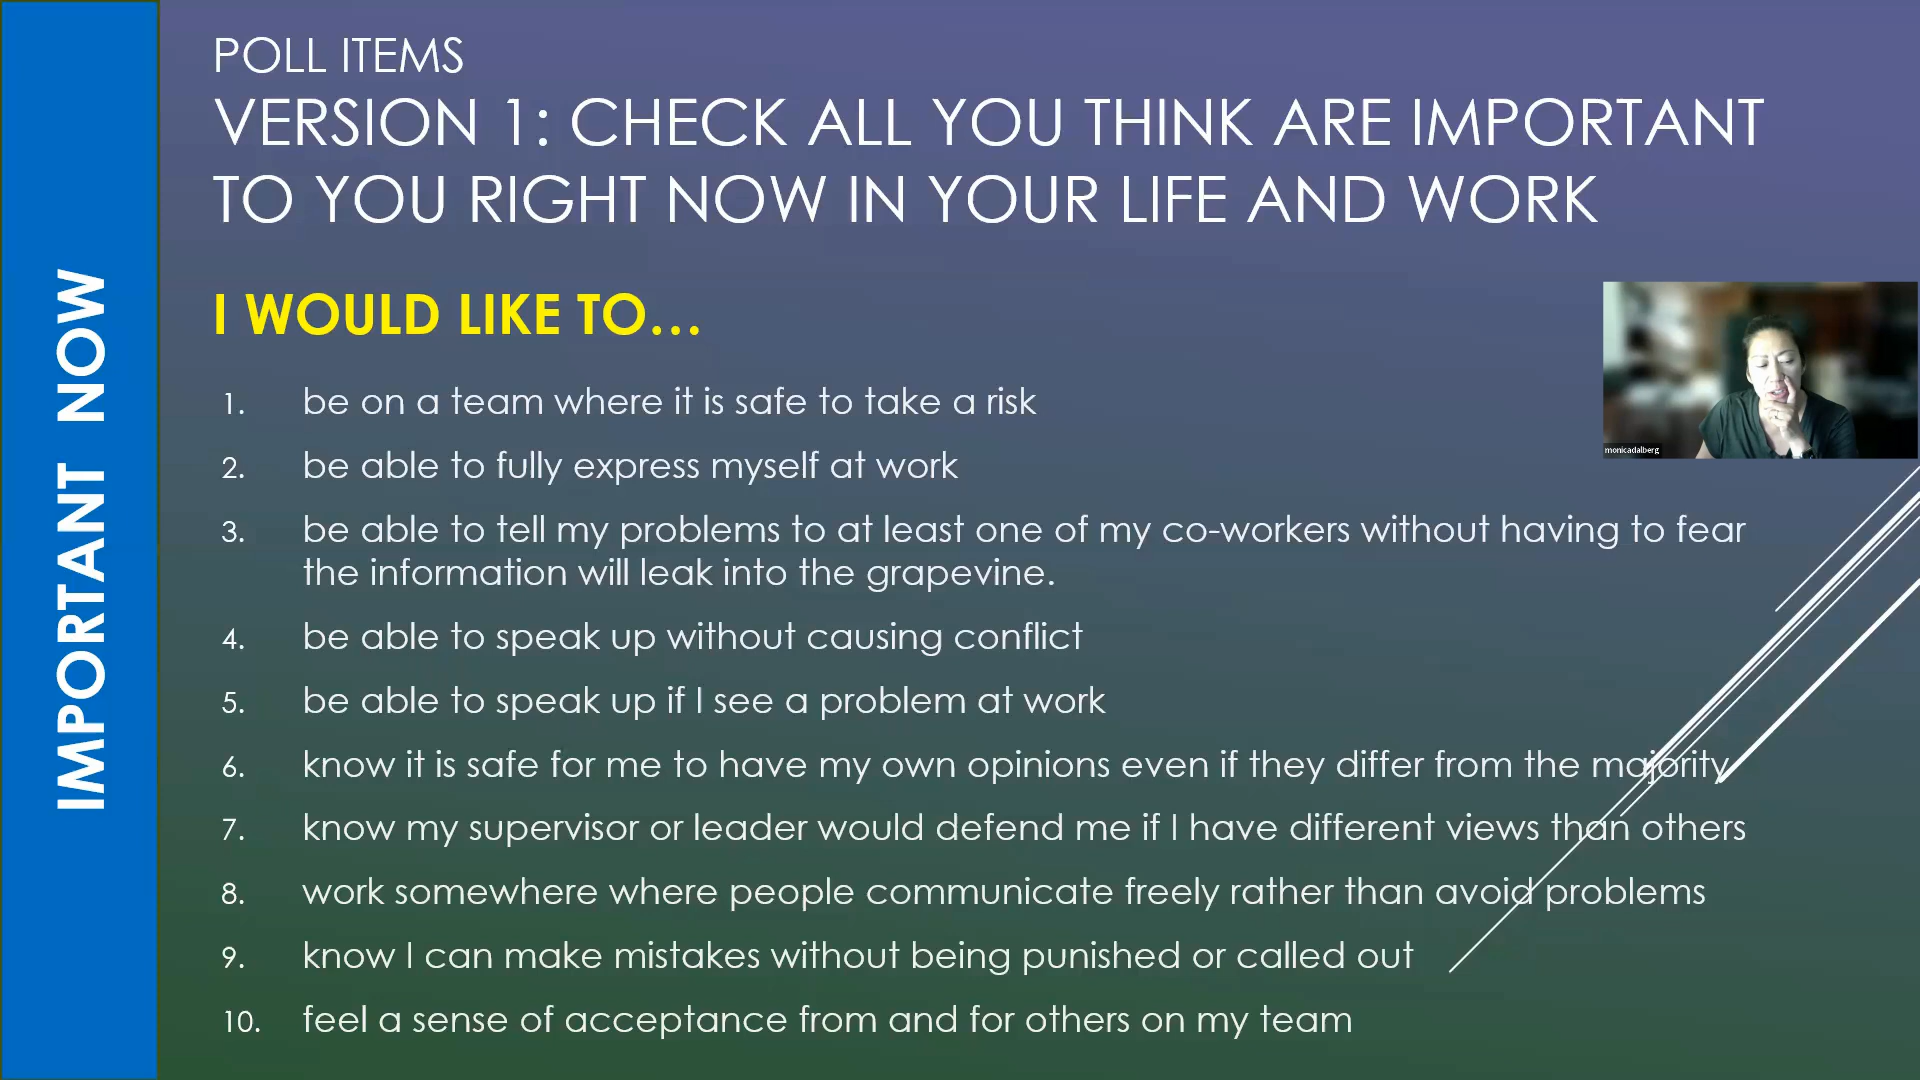 POLL ITEMS
VERSION 1: CHECK ALL YOU THINK ARE IMPORTANT
TO YOU RIGHT NOW IN YOUR LIFE AND WORK
IMPORTANT NOW
I WOULD LIKE TO...
1. be on a team where it is safe to take a risk
2. be able to fully express myself at work
3. be able to tell my problems to at least one of my co-workers without having to fear
the information will leak into the grapevine.
4. be able to speak up without causing conflict
5. be able to speak up if I see a problem at work
6. know it is safe for me to have my own opinions even if they differ from the majority
7. know my supervisor or leader would defend me if I have different views than others
8. work somewhere where people communicate freely rather than avoid problems
9. know I can make mistakes without being punished or called out
10. feel a sense of acceptance from and for others on my team
monicadalberg